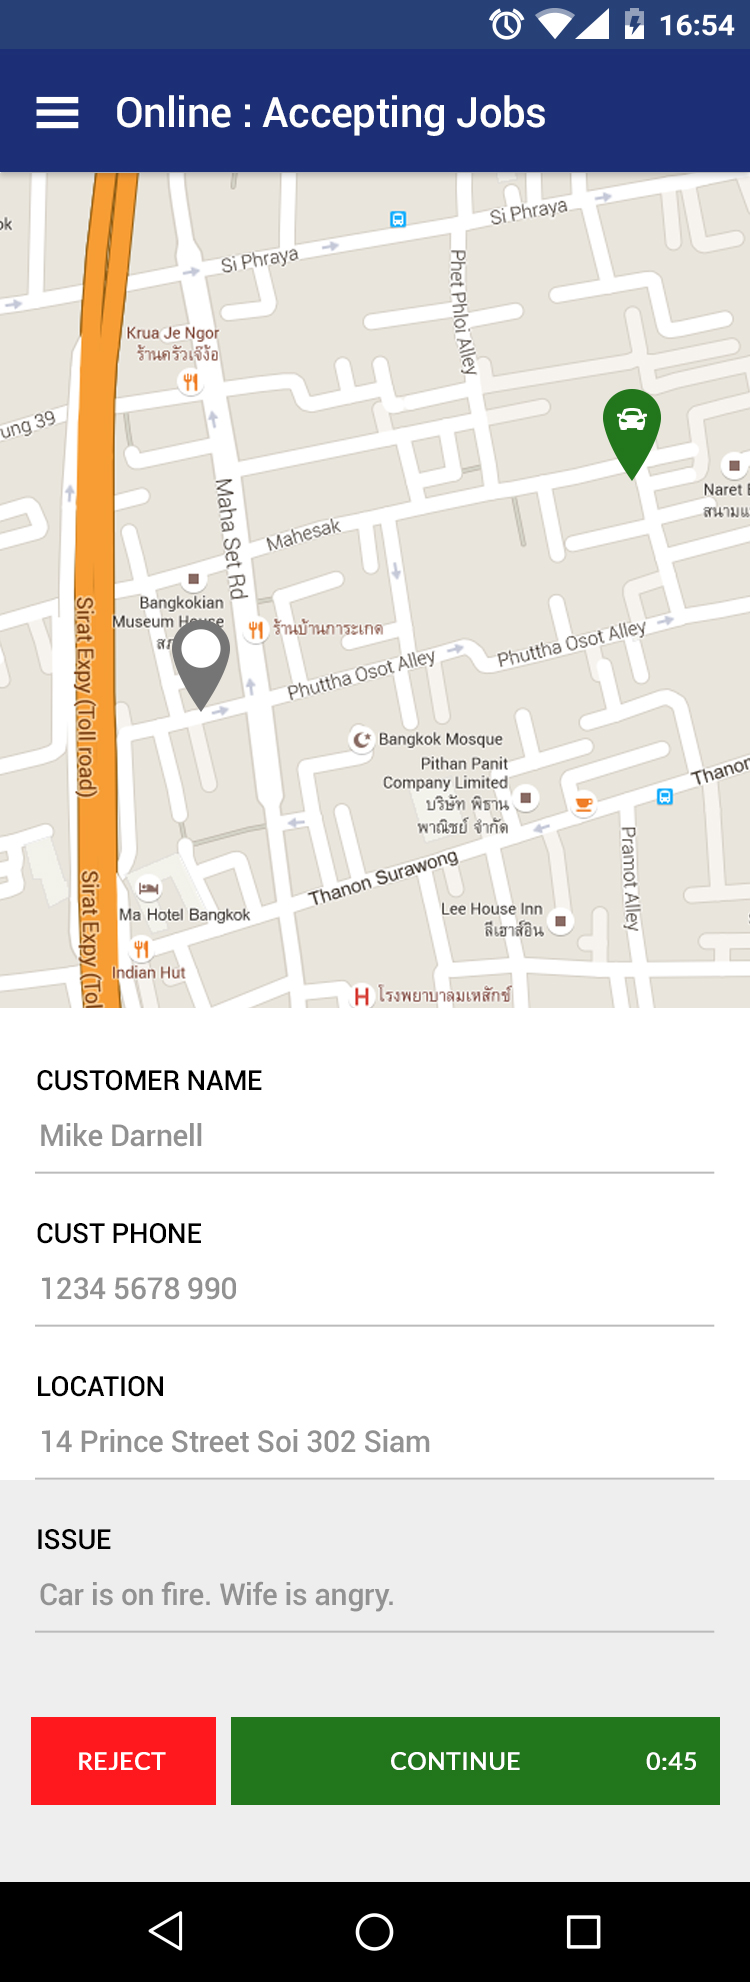 16:54
Online : Accepting Jobs
Si Phraya
ok
Si Phraya
Phet Phloi Alley
Krua Je Ngor
ร้านครัวเจ๊ง้อ
ung 39
Naret
สนามแ
Maha Set Rd
Mahesak
Bangkokian
Museum House
สภ
ร้านบ้านการะเกด
Phuttha Osot Alley
Phuttha Osot Alley
Sirat Expy (Toll road)
Bangkok Mosque
Pithan Panit
Company Limited
บริษัท พิธาน
พาณิชย์ จำกัด
Thanon
Thanon Surawong
Pramot Alley
Sirat Expy (Tol
Ma Hotel Bangkok
Lee House Inn
ลีเฮาส์อิน
Indian Hut
H โรงพยาบาลมเหสักข์
CUSTOMER NAME
Mike Darnell
CUST PHONE
1234 5678 990
LOCATION
14 Prince Street Soi 302 Siam
ISSUE
Car is on fire. Wife is angry.
REJECT
CONTINUE 0:45